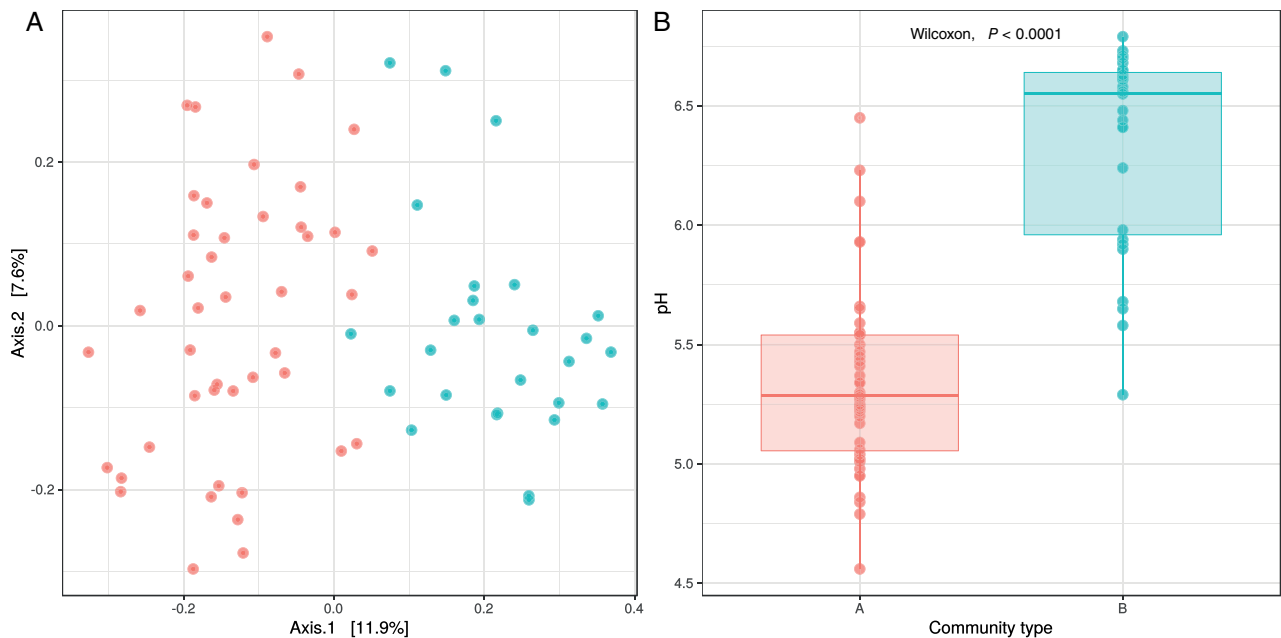 A
B
Wilcoxon, P < 0.0001
0.2
0.0
-0.2
Axis.2 [7.6%]
-0.2
0.0
0.2
0.4
Axis.1 [11.9%]
6.5
6.0
5.5
5.0
4.5
pH
A
B
Community type